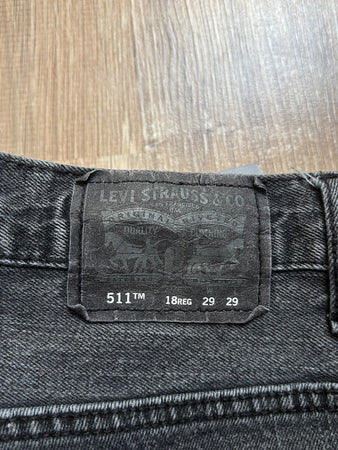 LEVI STRAUSS & CO
QUALITY CLOTHING
511™ 18REG 29 29